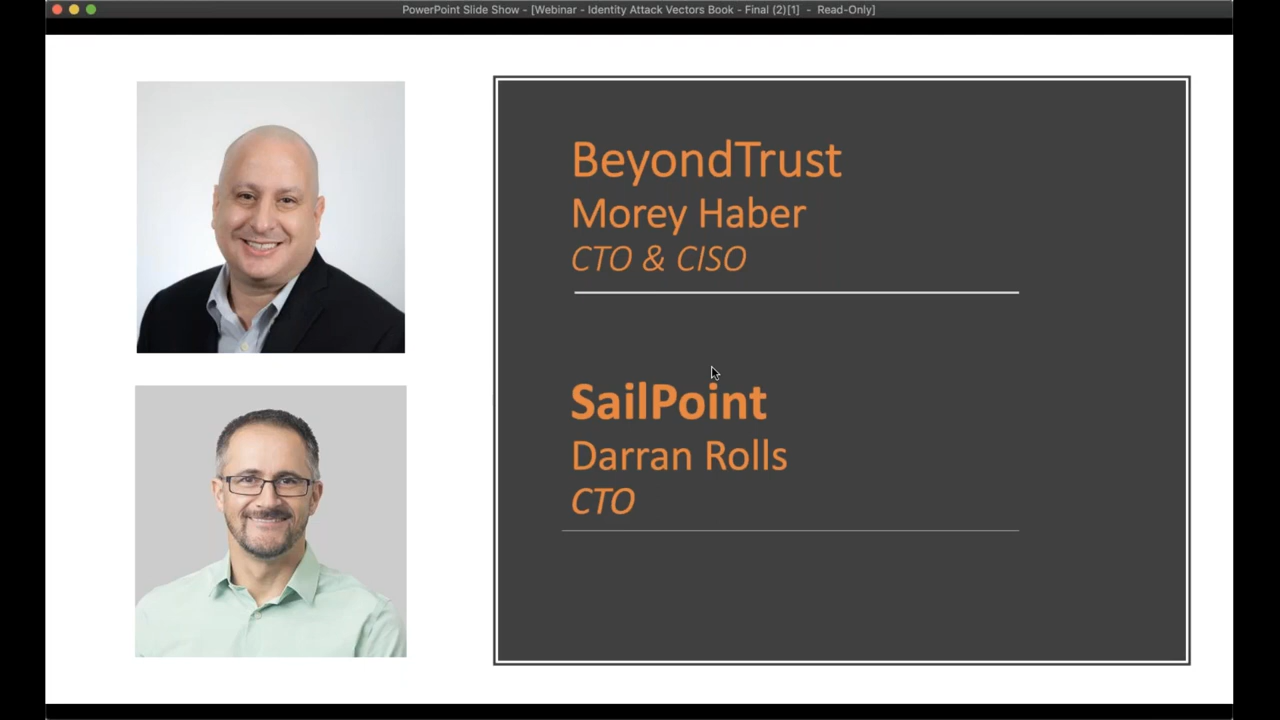 PowerPoint Slide Show - [Webinar - Identity Attack Vectors Book - Final (2)[1]  -  Read-Only]
BeyondTrust
Morey Haber
CTO & CISO
SailPoint
Darran Rolls
CTO